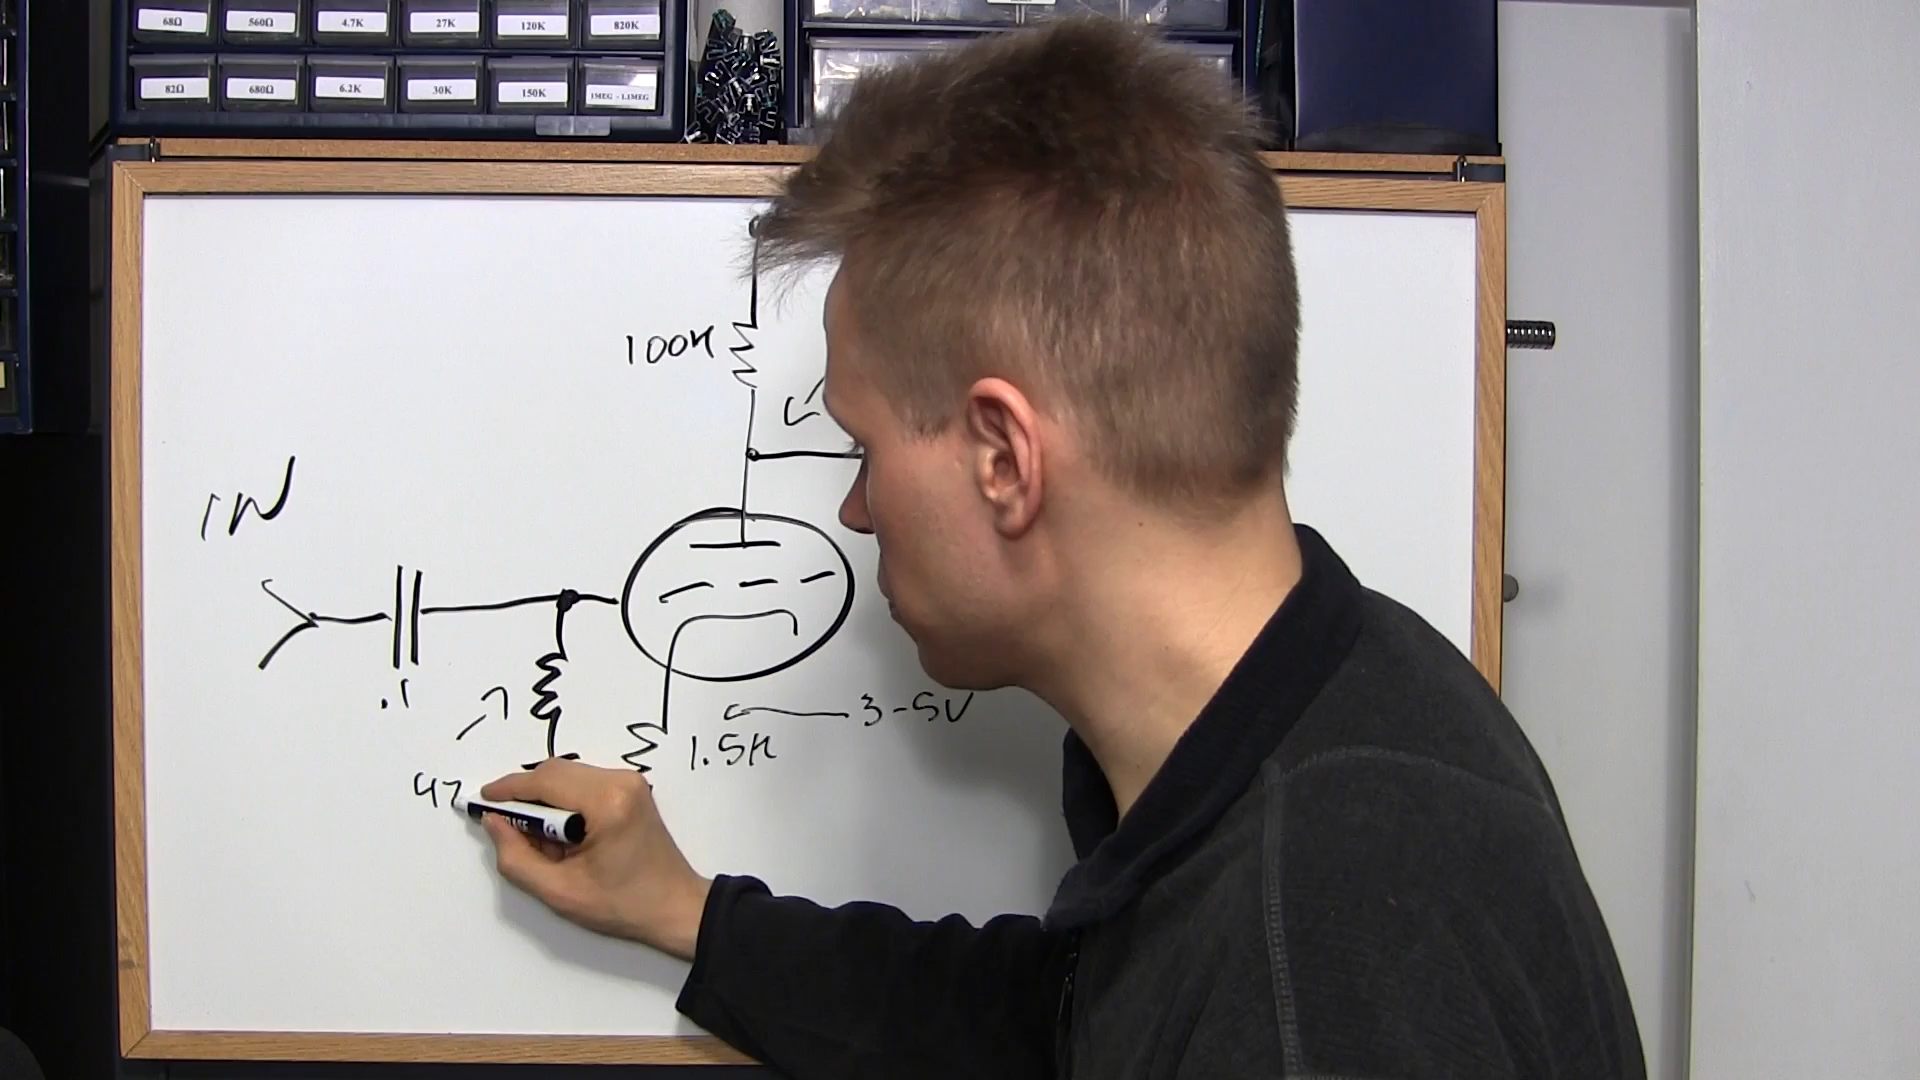 68Ω 560Ω 4.7K 27K 120K 820K
82Ω 680Ω 6.2K 30K 150K 1MEG - 1.1MEG
100K
IN
.1
3-5V
1.5K
47